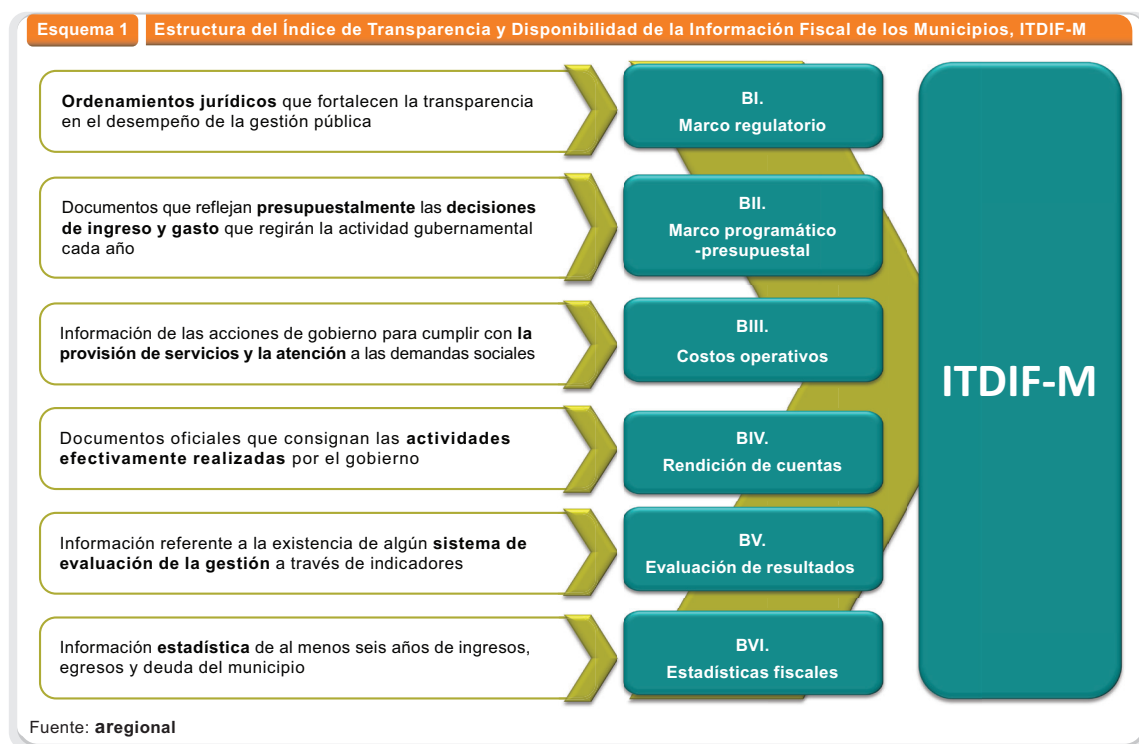 Esquema 1
Estructura del Índice de Transparencia y Disponibilidad de la Información Fiscal de los Municipios, ITDIF-M
Ordenamientos jurídicos que fortalecen la transparencia
en el desempeño de la gestión pública
BI.
Marco regulatorio
Documentos que reflejan presupuestalmente las decisiones
de ingreso y gasto que regirán la actividad gubernamental
cada año
BII.
Marco programático
-presupuestal
Información de las acciones de gobierno para cumplir con la
provisión de servicios y la atención a las demandas sociales
BIII.
Costos operativos
Documentos oficiales que consignan las actividades
efectivamente realizadas por el gobierno
BIV.
Rendición de cuentas
Información referente a la existencia de algún sistema de
evaluación de la gestión a través de indicadores
BV.
Evaluación de resultados
Información estadística de al menos seis años de ingresos,
egresos y deuda del municipio
BVI.
Estadísticas fiscales
ITDIF-M
Fuente: aregional